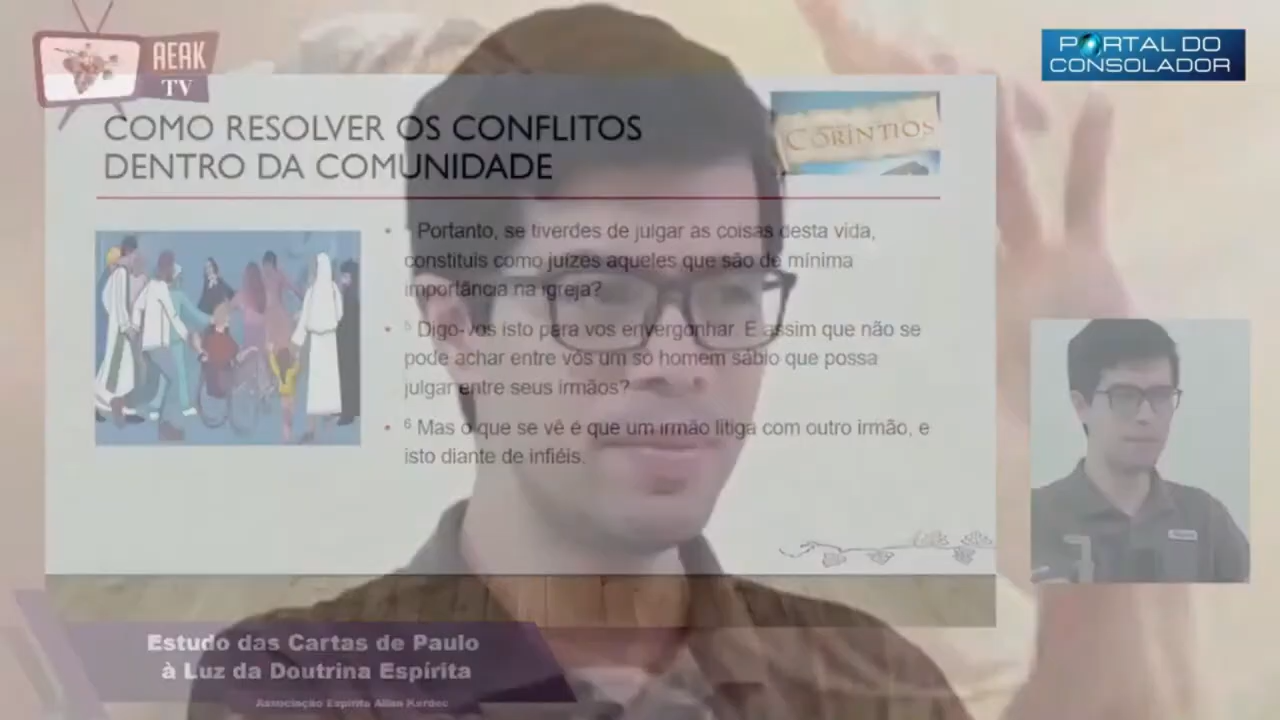 AEAK
TV
PORTAL DO
CONSOLADOR
COMO RESOLVER OS CONFLITOS
DENTRO DA COMUNIDADE
CORÍNTIOS
Portanto, se tiverdes de julgar as coisas desta vida,
constituís como juízes aqueles que são de mínima
importância na igreja?
5 Digo-vos isto para vos envergonhar. É assim que não se
pode achar entre vós um só homem sábio que possa
julgar entre seus irmãos?
6 Mas o que se vê é que um irmão litiga com outro irmão, e
isto diante de infiéis.
Estudo das Cartas de Paulo
à Luz da Doutrina Espírita
Associação Espírita Allan Kardec